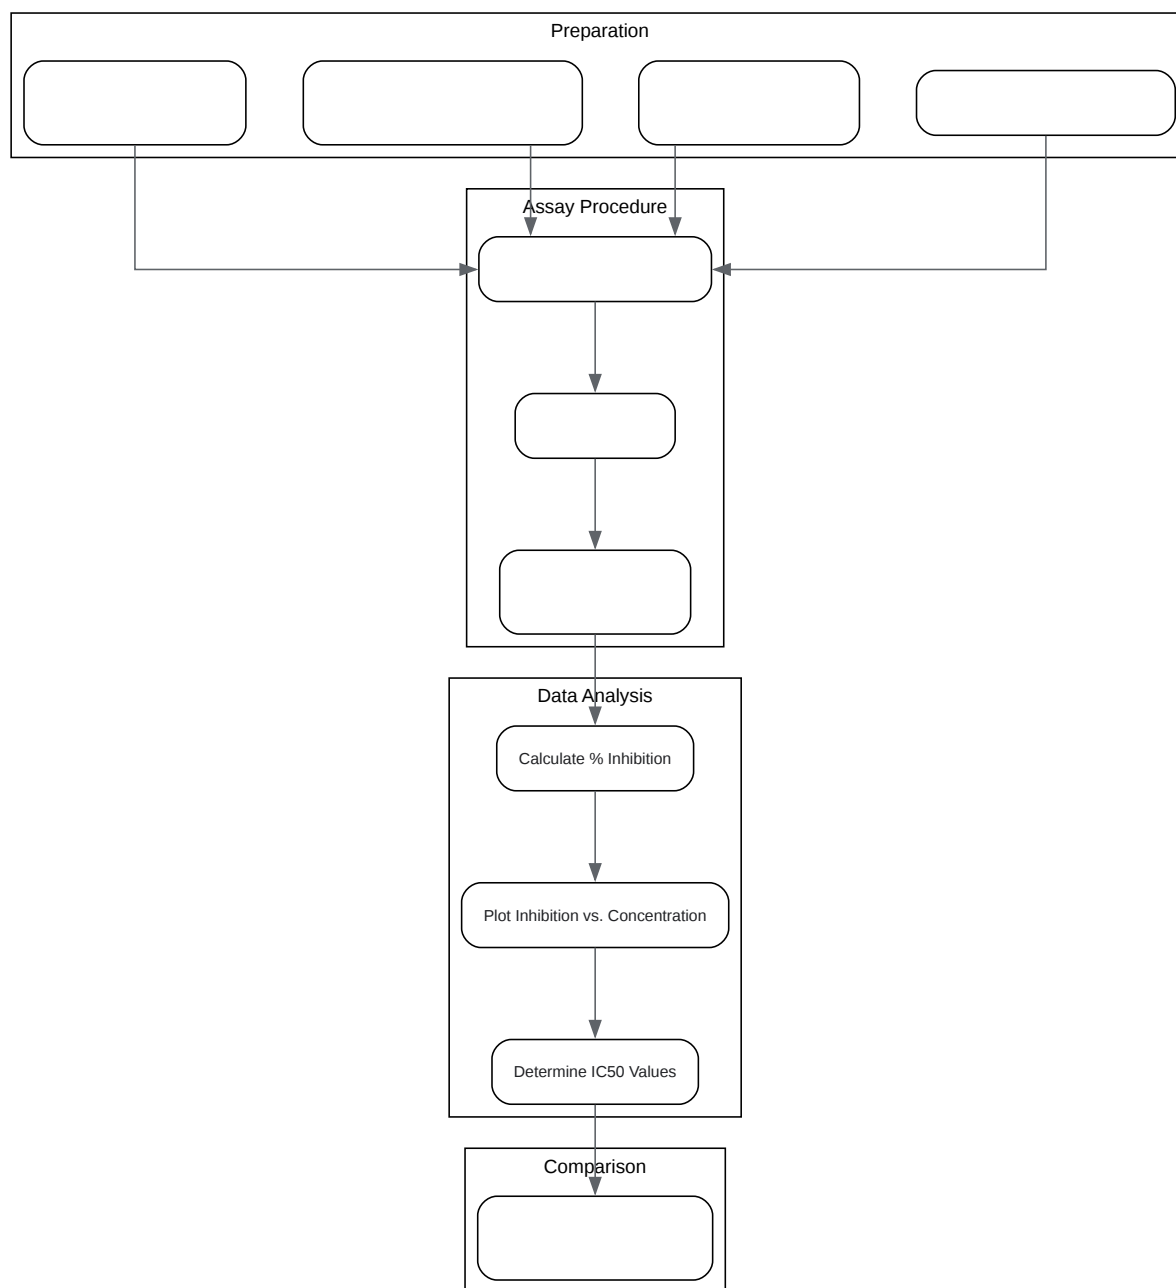 Preparation
Assay Procedure
Data Analysis
Calculate % Inhibition
Plot Inhibition vs. Concentration
Determine IC50 Values
Comparison